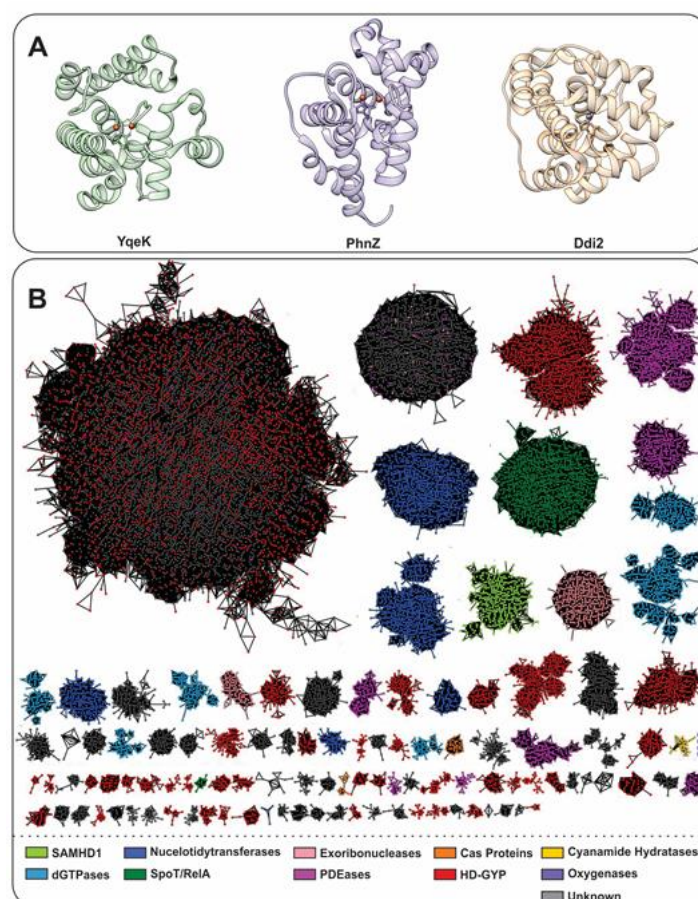 A
YqeK
PhnZ
Ddi2
B
SAMHD1
Nucelotidytransferases
Exoribonucleases
Cas Proteins
Cyanamide Hydratases
dGTPases
SpoT/RelA
PDEases
HD-GYP
Oxygenases
Unknown